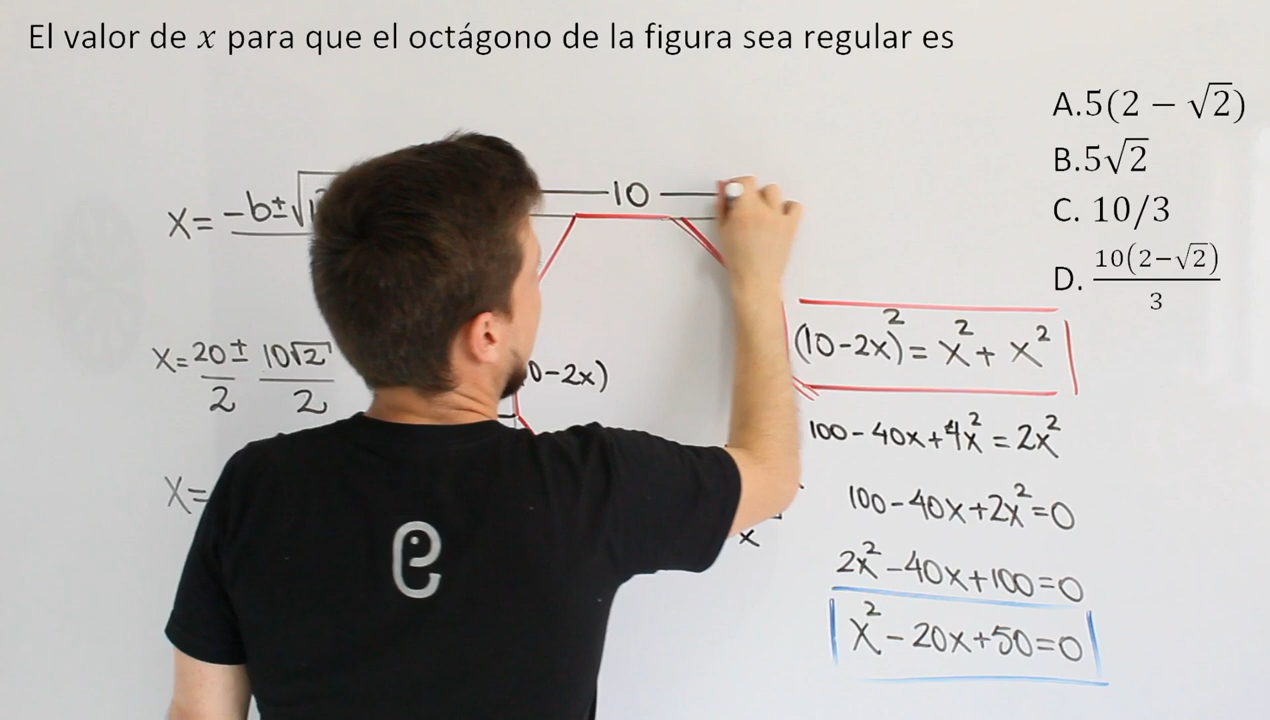 El valor de x para que el octágono de la figura sea regular es
A.5(2 − √2)
B.5√2
C. 10/3
D. 10(2−√2)/3
x= -b±√
10
x= 20/2 ± 10√2/2
0-2x)
x=
x
(10-2x)²= x²+ x²
100-40x+4x²=2x²
100-40x+2x²=0
2x²-40x+100=0
x²-20x+50=0
e